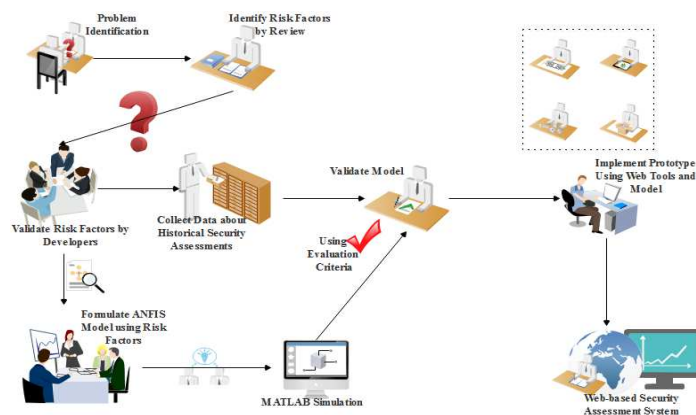 Problem
Identification
Identify Risk Factors
by Review
Validate Risk Factors by
Developers
Collect Data about
Historical Security
Assessments
Validate Model
Using
Evaluation
Criteria
Implement Prototype
Using Web Tools and
Model
Formulate ANFIS
Model using Risk
Factors
MATLAB Simulation
Web-based Security
Assessment System